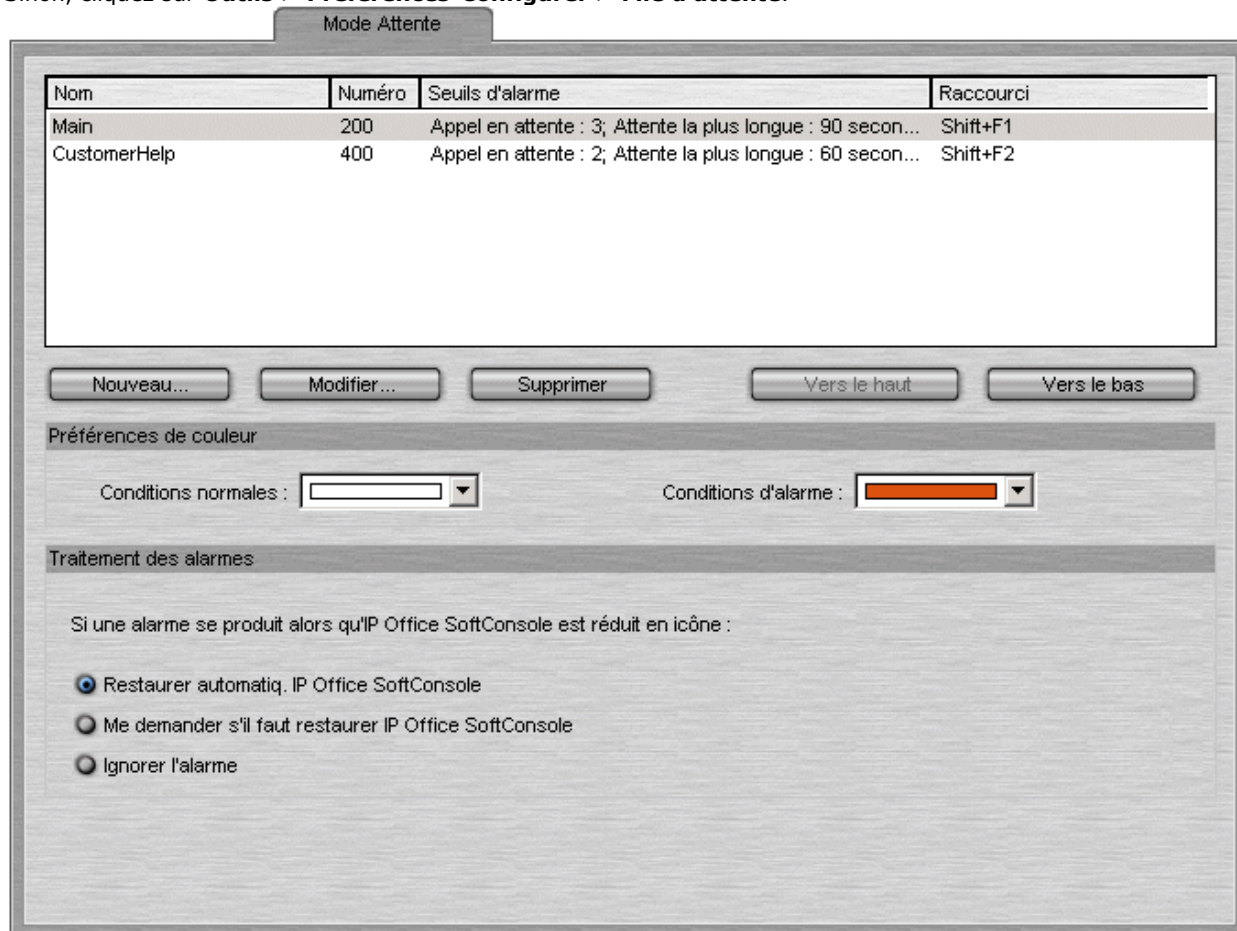 Mode Attente
Nom Numéro Seuils d'alarme Raccourci
Main 200 Appel en attente : 3; Attente la plus longue : 90 secon... Shift+F1
CustomerHelp 400 Appel en attente : 2; Attente la plus longue : 60 secon... Shift+F2
Nouveau... Modifier... Supprimer Vers le haut Vers le bas
Préférences de couleur
Conditions normales : Conditions d'alarme :
Traitement des alarmes
Si une alarme se produit alors qu'IP Office SoftConsole est réduit en icône :
Restaurer automatiq. IP Office SoftConsole
Me demander s'il faut restaurer IP Office SoftConsole
Ignorer l'alarme